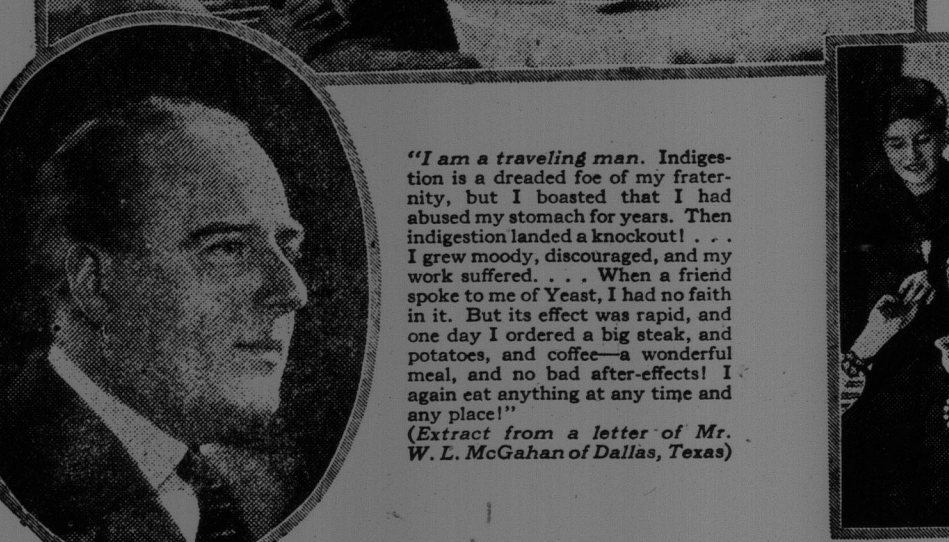 “I am a traveling man. Indiges-
tion is a dreaded foe of my frater-
nity, but I boasted that I had
abused my stomach for years. Then
indigestion landed a knockout! . . .
I grew moody, discouraged, and my
work suffered. . . . When a friend
spoke to me of Yeast, I had no faith
in it. But its effect was rapid, and
one day I ordered a big steak, and
potatoes, and coffee—a wonderful
meal, and no bad after-effects! I
again eat anything at any time and
any place!”
(Extract from a letter of Mr.
W. L. McGahan of Dallas, Texas)